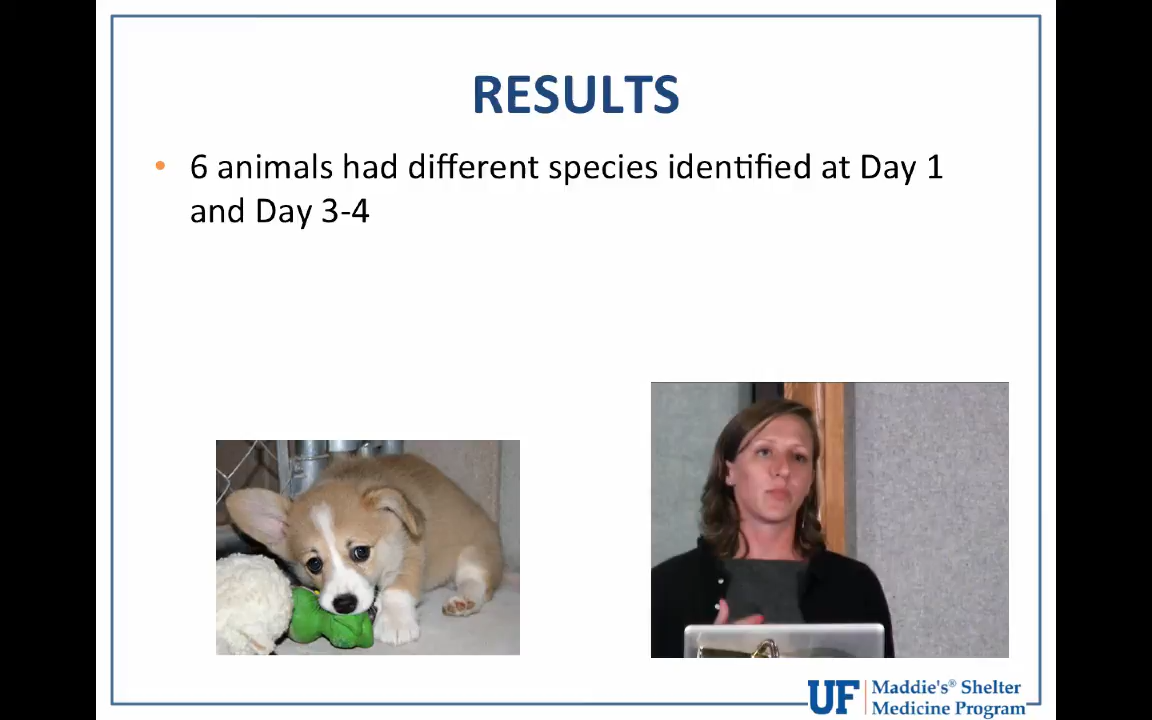 RESULTS
• 6 animals had different species identified at Day 1
and Day 3-4
UF
Maddie's® Shelter
Medicine Program